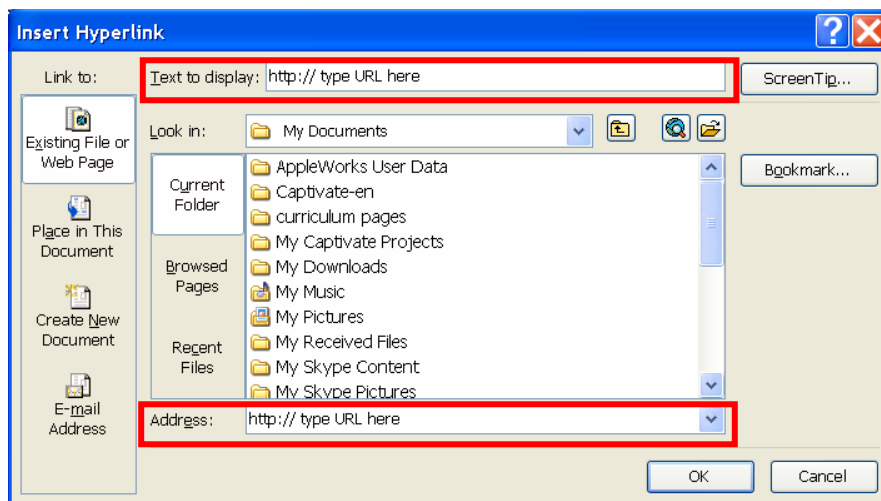 Insert Hyperlink
Link to:
Text to display: http:// type URL here
ScreenTip...
Existing File or
Web Page
Place in This
Document
Create New
Document
E-mail
Address
Look in: My Documents
Current
Folder
Browsed
Pages
Recent
Files
AppleWorks User Data
Captivate-en
curriculum pages
My Captivate Projects
My Downloads
My Music
My Pictures
My Received Files
My Skype Content
My Skype Pictures
Bookmark...
Address: http:// type URL here
OK Cancel